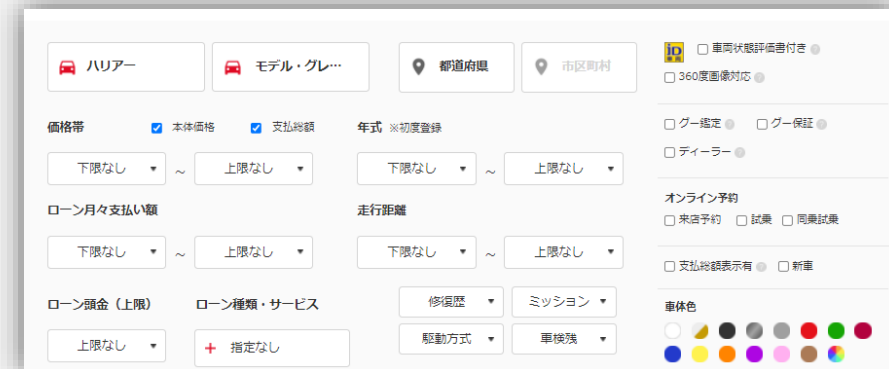 ハリアー
モデル・グレ…
都道府県
市区町村
価格帯
本体価格
支払総額
年式 ※初度登録
下限なし ～ 上限なし
下限なし ～ 上限なし
ローン月々支払い額
走行距離
下限なし ～ 上限なし
下限なし ～ 上限なし
ローン頭金（上限）
ローン種類・サービス
上限なし
+ 指定なし
修復歴
ミッション
駆動方式
車検残
iD
車両
車両状態評価書付き
360度画像対応
グー鑑定
グー保証
ディーラー
オンライン予約
来店予約
試乗
同乗試乗
支払総額表示有
新車
車体色